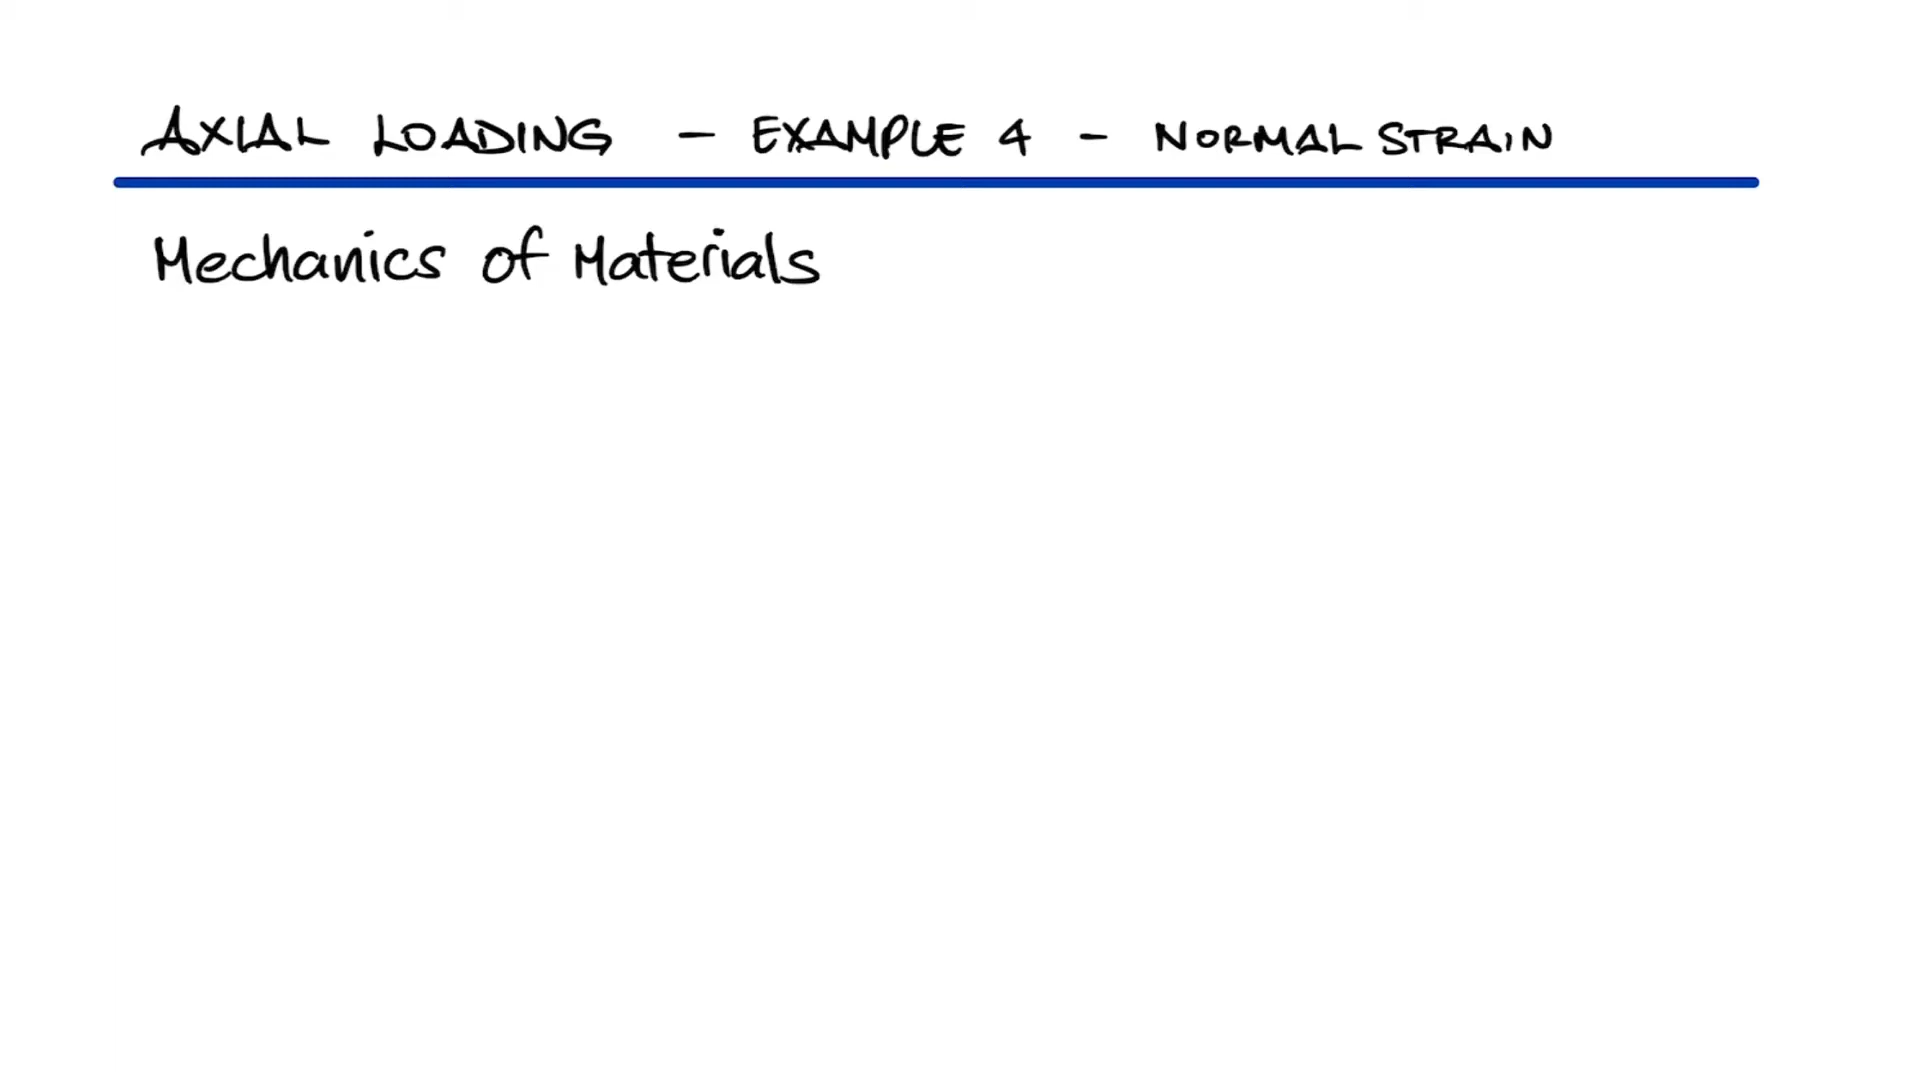 AXIAL LOADING - EXAMPLE 4 - NORMAL STRAIN
Mechanics of Materials